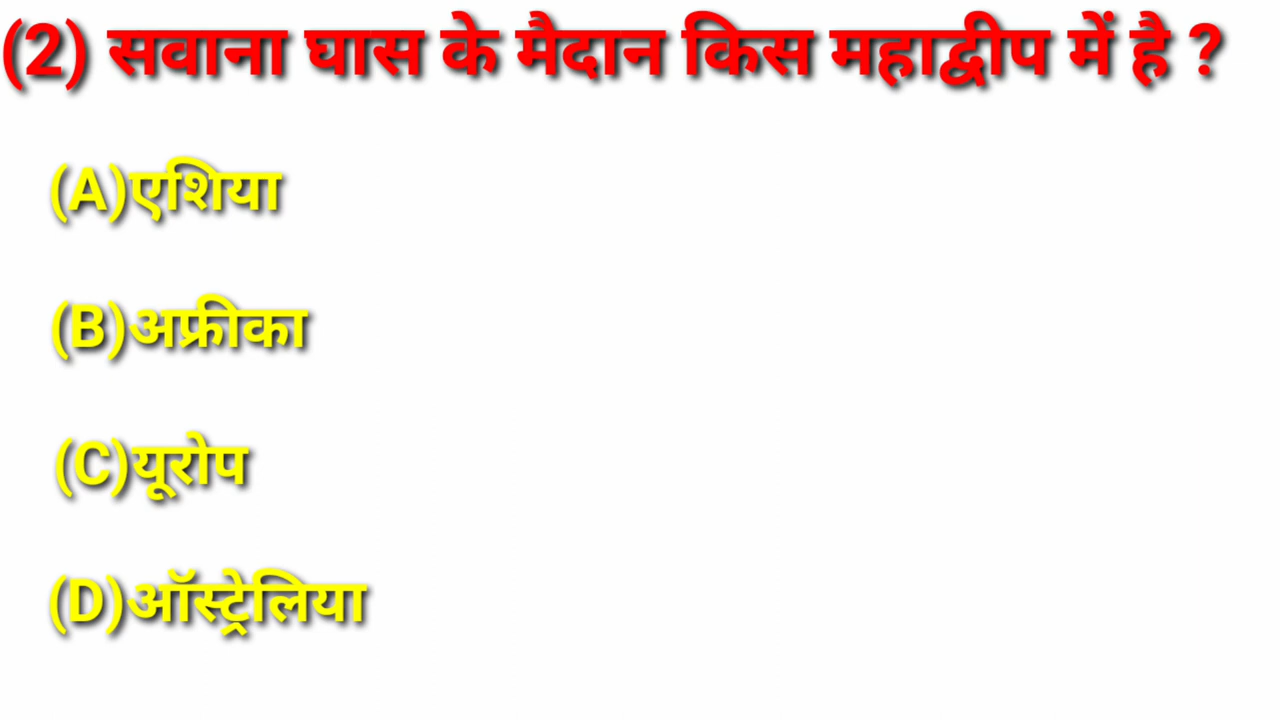 (2) सवाना घास के मैदान किस महाद्वीप में है ?
(A)एशिया
(B)अफ्रीका
(C)यूरोप
(D)ऑस्ट्रेलिया